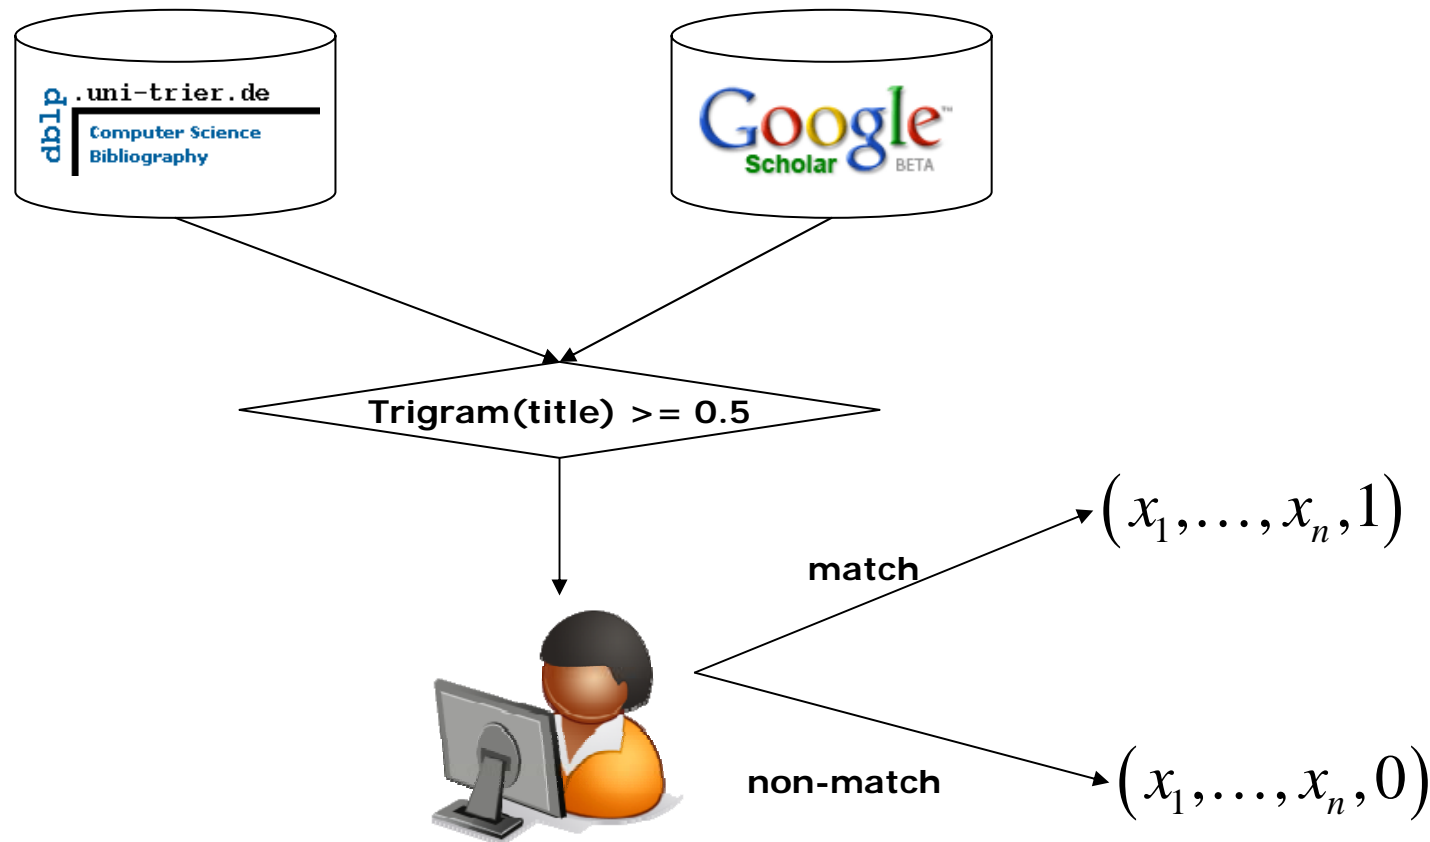 dblp
.uni-trier.de
Computer Science
Bibliography
Google™
Scholar BETA
Trigram(title) >= 0.5
match
(x₁,…, xₙ,1)
non-match
(x₁,…, xₙ,0)